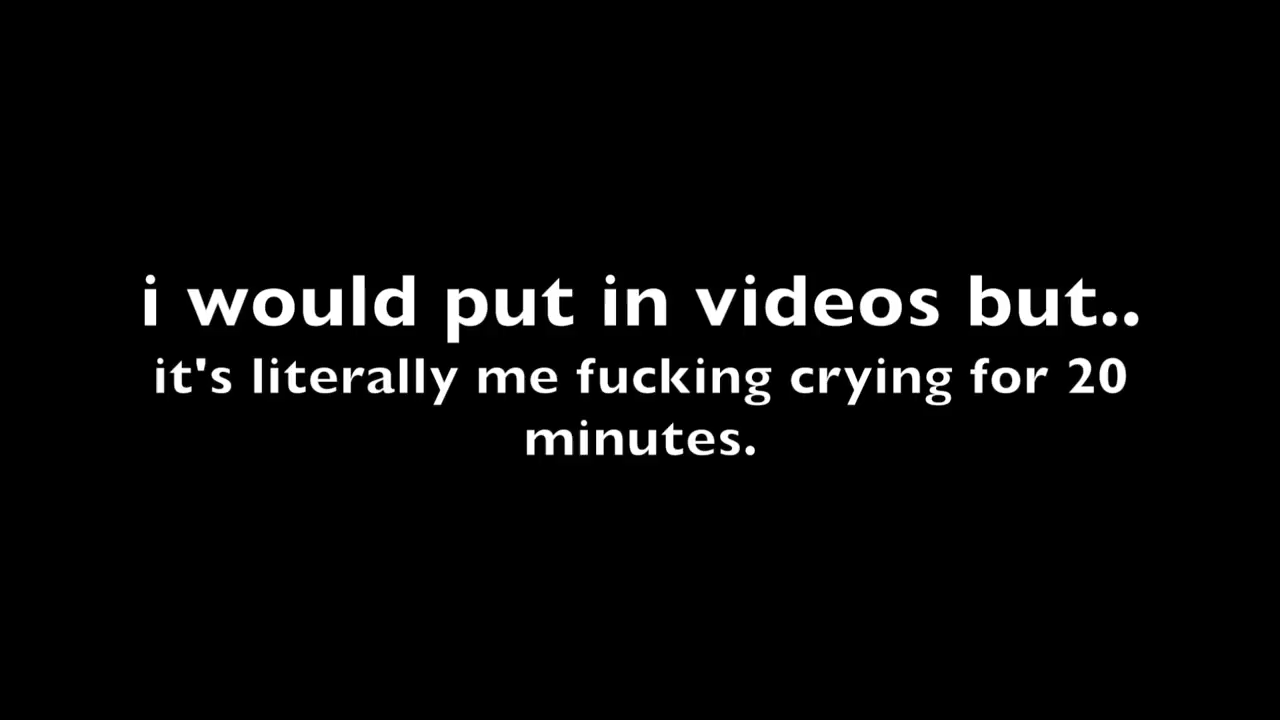 i would put in videos but..
it's literally me fucking crying for 20
minutes.